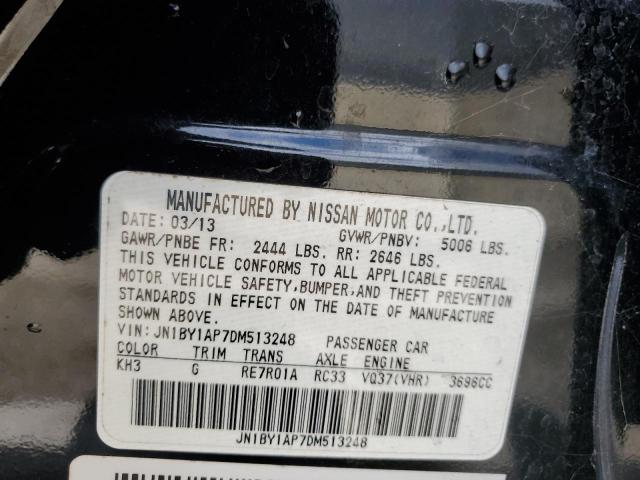 MANUFACTURED BY NISSAN MOTOR CO.,LTD.
DATE: 03/13 GVWR/PNBV: 5006 LBS.
GAWR/PNBE FR: 2444 LBS. RR: 2646 LBS.
THIS VEHICLE CONFORMS TO ALL APPLICABLE FEDERAL
MOTOR VEHICLE SAFETY,BUMPER,AND THEFT PREVENTION
STANDARDS IN EFFECT ON THE DATE OF MANUFACTURE
SHOWN ABOVE.
VIN: JN1BY1AP7DM513248 PASSENGER CAR
COLOR TRIM TRANS AXLE ENGINE
KH3 G RE7R01A RC33 VQ37(VHR) 3696CC
JN1BY1AP7DM513248